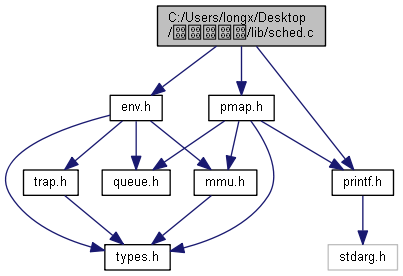 C:/Users/longx/Desktop
/lib/sched.c
env.h
pmap.h
trap.h
queue.h
mmu.h
printf.h
types.h
stdarg.h